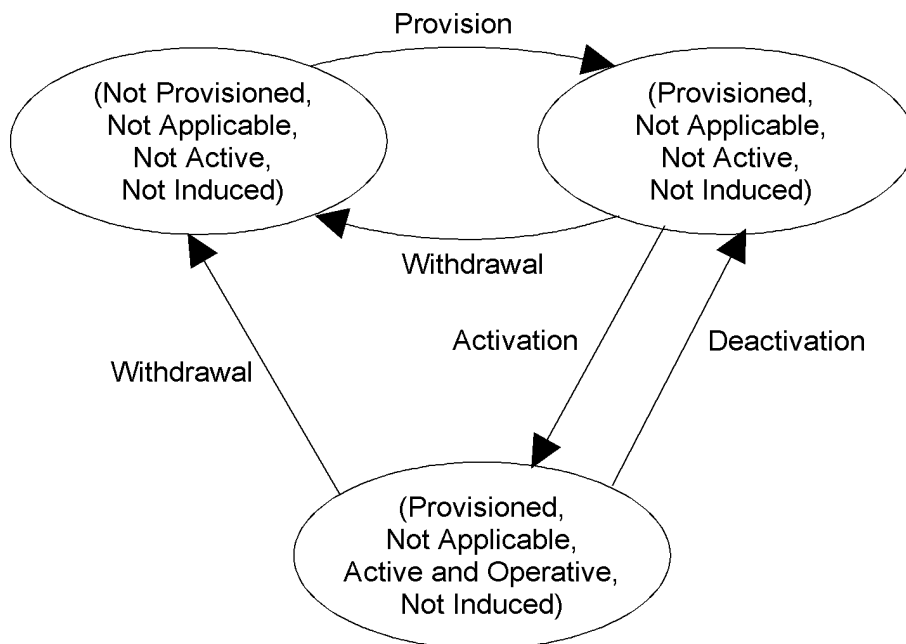 Provision
(Not Provisioned,
Not Applicable,
Not Active,
Not Induced)
(Provisioned,
Not Applicable,
Not Active,
Not Induced)
Withdrawal
Activation
Deactivation
Withdrawal
(Provisioned,
Not Applicable,
Active and Operative,
Not Induced)